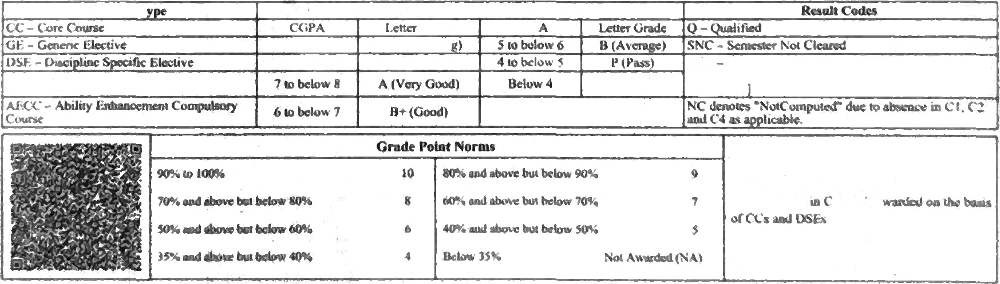 ype Result Codes
CC – Core Course CGPA Letter A Letter Grade Q – Qualified
GE – Generic Elective g) 5 to below 6 B (Average) SNC – Semester Not Cleared
DSE – Discipline Specific Elective 4 to below 5 P (Pass) –
7 to below 8 A (Very Good) Below 4
AECC – Ability Enhancement Compulsory
Course
6 to below 7 B+ (Good)
NC denotes "NotComputed" due to absence in C1, C2
and C4 as applicable.
Grade Point Norms
90% to 100% 10 80% and above but below 90% 9
70% and above but below 80% 8 60% and above but below 70% 7
50% and above but below 60% 6 40% and above but below 50% 5
35% and above but below 40% 4 Below 35% Not Awarded (NA)
in C warded on the basis
of CCs and DSEs